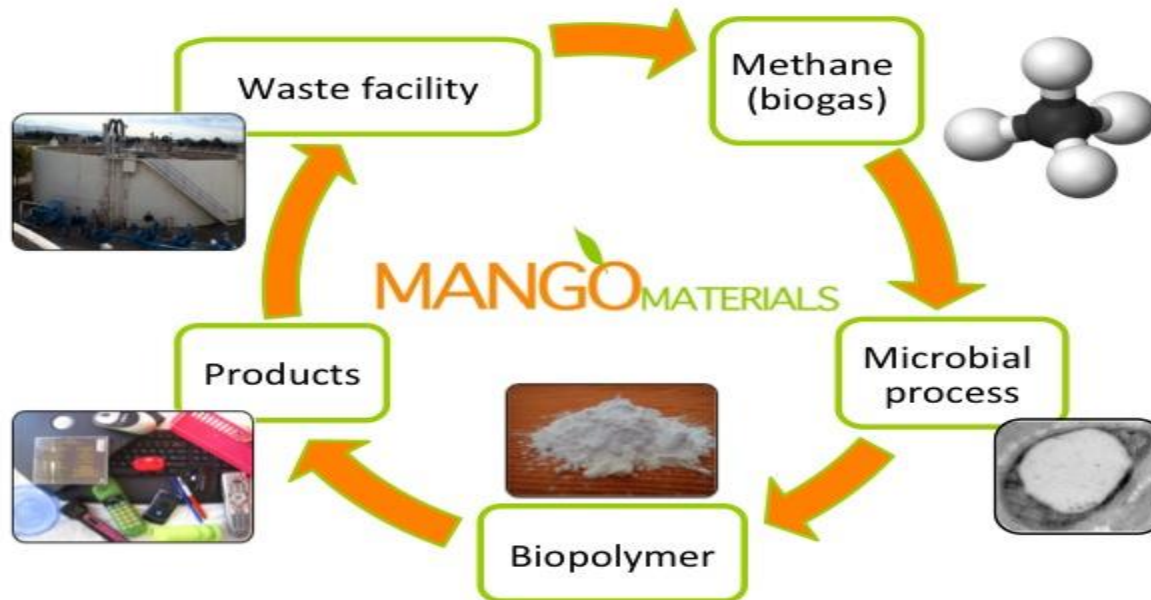 Waste facility
Methane
(biogas)
MANGO MATERIALS
Products
Microbial
process
Biopolymer